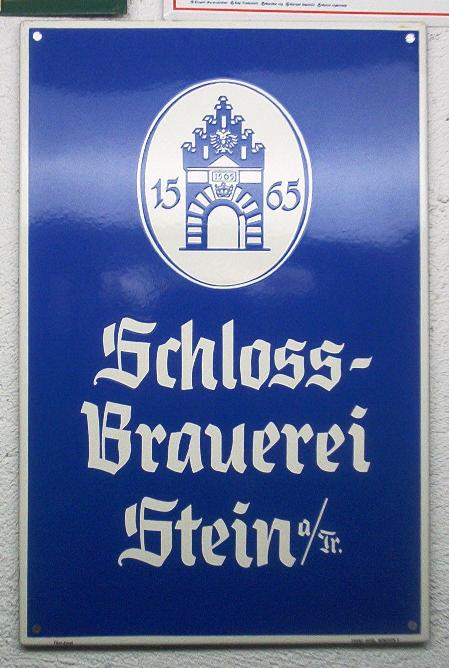 15 65
1565
Schloss-
Brauerei
Stein a/Tr.